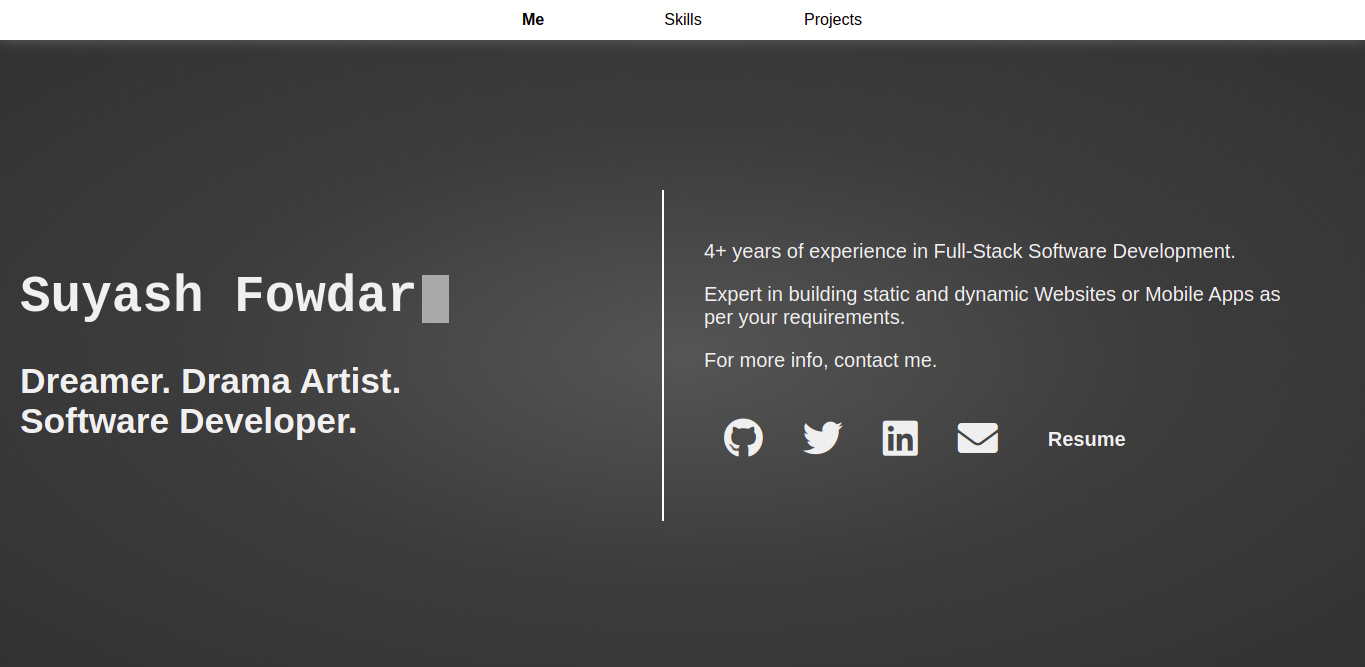 Me Skills Projects
Suyash Fowdar
Dreamer. Drama Artist.
Software Developer.
4+ years of experience in Full-Stack Software Development.
Expert in building static and dynamic Websites or Mobile Apps as
per your requirements.
For more info, contact me.
in Resume